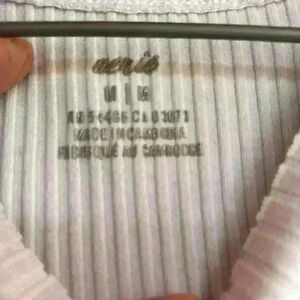 aerie
M | M
MADE IN CAMBODIA
FABRIQUÉ AU CAMBODGE